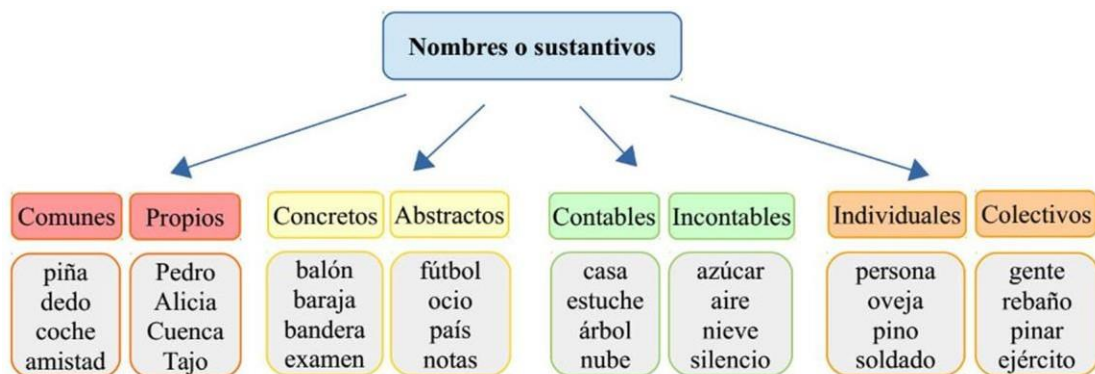 Nombres o sustantivos
Comunes
Propios
Concretos
Abstractos
Contables
Incontables
Individuales
Colectivos
piña
dedo
coche
amistad
Pedro
Alicia
Cuenca
Tajo
balón
baraja
bandera
examen
fútbol
ocio
país
notas
casa
estuche
árbol
nube
azúcar
aire
nieve
silencio
persona
oveja
pino
soldado
gente
rebaño
pinar
ejército